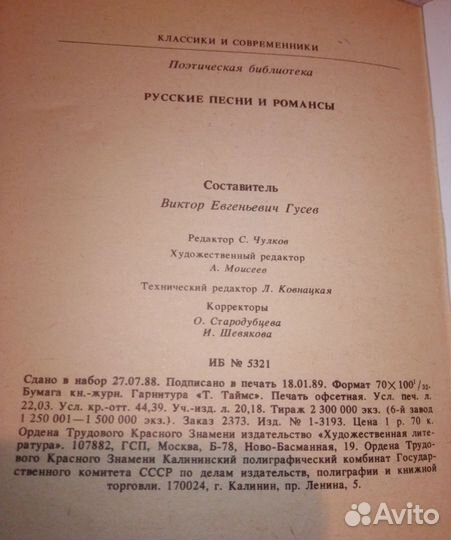 КЛАССИКИ И СОВРЕМЕННИКИ
Поэтическая библиотека
РУССКИЕ ПЕСНИ И РОМАНСЫ
Составитель
Виктор Евгеньевич Гусев
Редактор С. Чулков
Художественный редактор
А. Моисеев
Технический редактор Л. Ковнацкая
Корректоры
О. Стародубцева
И. Шевякова
ИБ № 5321
Сдано в набор 27.07.88. Подписано в печать 18.01.89. Формат 70×100¹/₃₂.
Бумага кн.-журн. Гарнитура «Т. Таймс». Печать офсетная. Усл. печ. л.
22,03. Усл. кр.-отт. 44,39. Уч.-изд. л. 20,18. Тираж 2 300 000 экз. (6-й завод
1 250 001—1 500 000 экз.). Заказ 2373. Изд. № 1-3193. Цена 1 р. 70 к.
Ордена Трудового Красного Знамени издательство «Художественная лите-
ратура». 107882, ГСП, Москва, Б-78, Ново-Басманная, 19. Ордена Трудо-
вого Красного Знамени Калининский полиграфический комбинат Государ-
ственного комитета СССР по делам издательств, полиграфии и книжной
торговли. 170024, г. Калинин, пр. Ленина, 5.
Avito